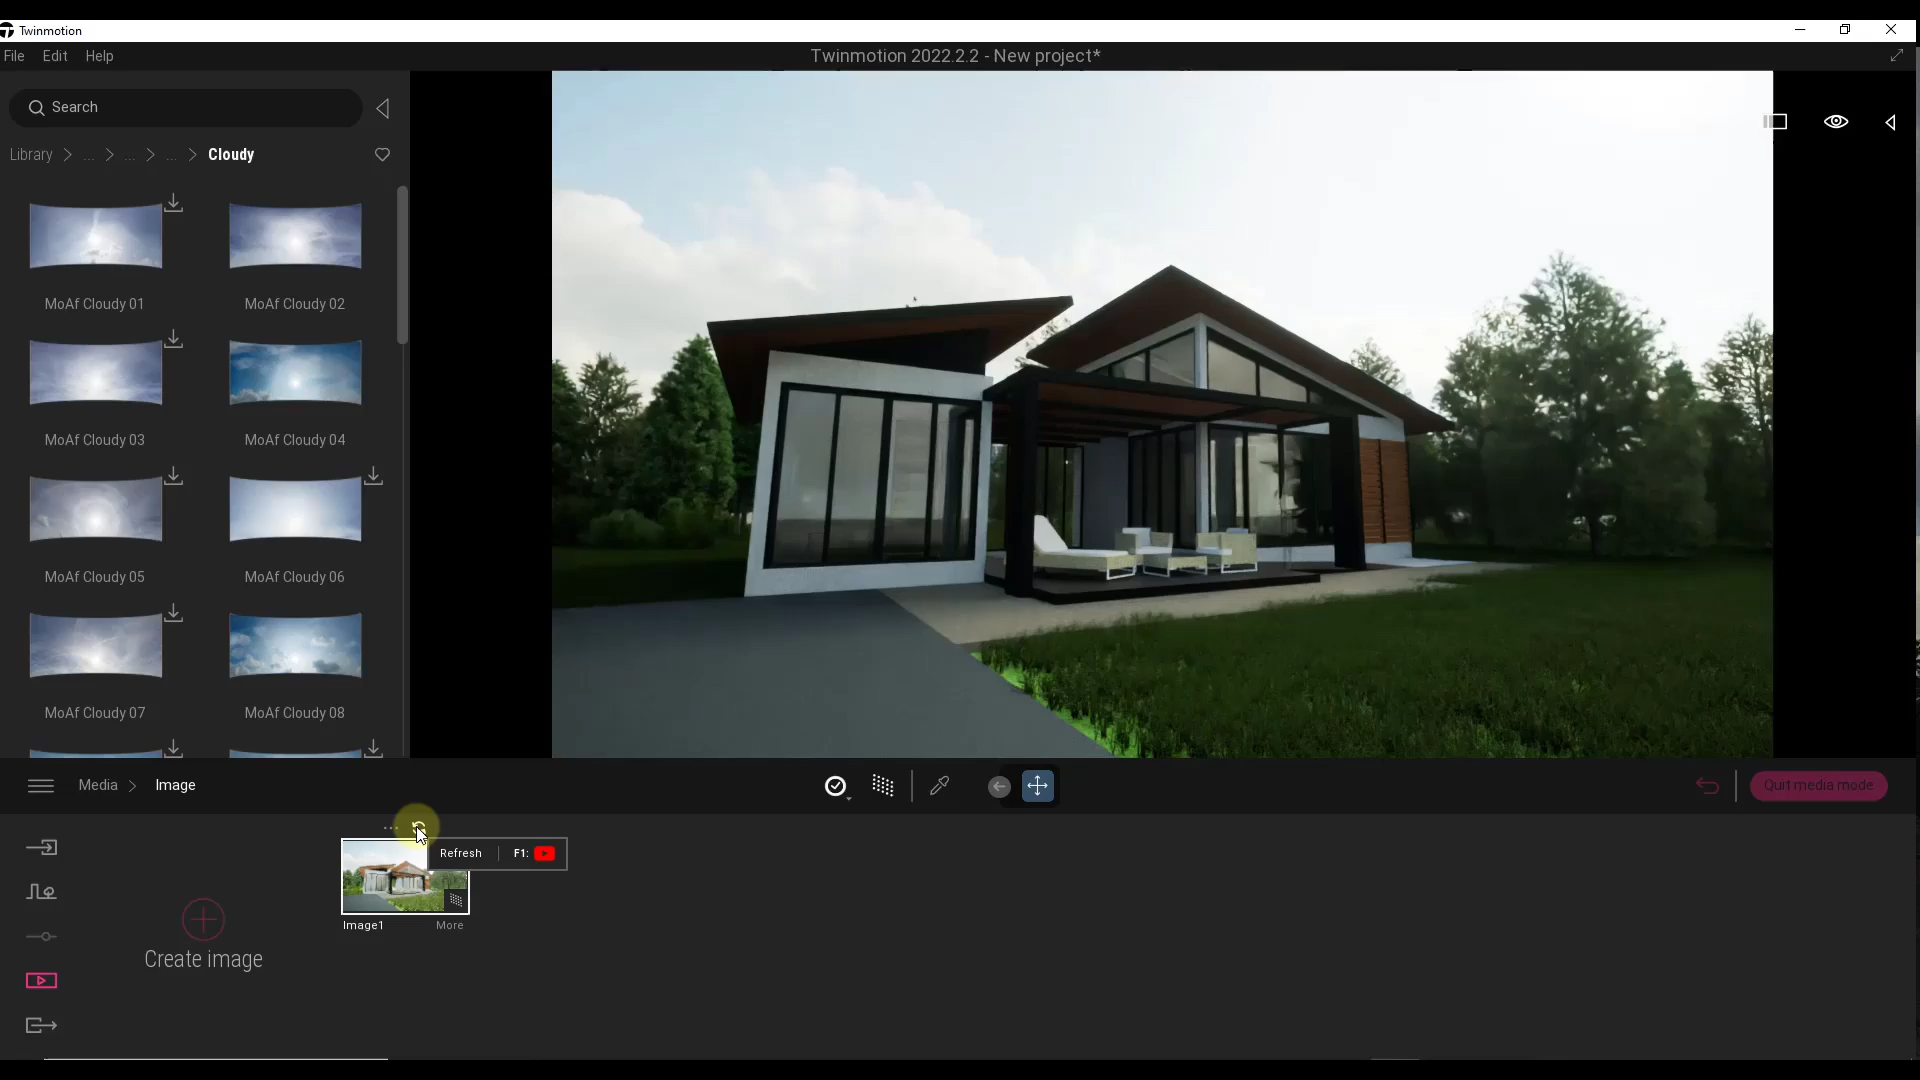 Twinmotion
File Edit Help
Twinmotion 2022.2.2 - New project*
Search
Library > ... > ... > ... > Cloudy
MoAf Cloudy 01
MoAf Cloudy 02
MoAf Cloudy 03
MoAf Cloudy 04
MoAf Cloudy 05
MoAf Cloudy 06
MoAf Cloudy 07
MoAf Cloudy 08
Media > Image
Quit media mode
Refresh F1:
Image1 More
Create image